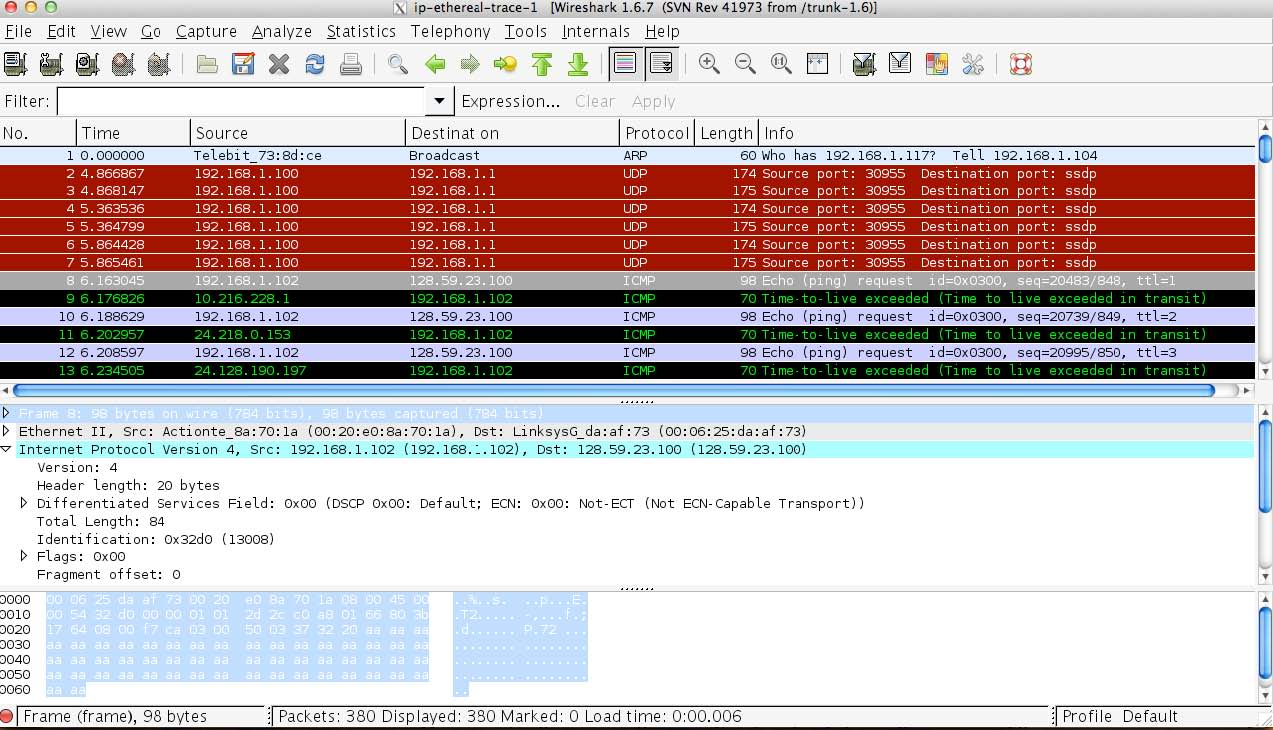 ip-ethereal-trace-1 [Wireshark 1.6.7 (SVN Rev 41973 from /trunk-1.6)]
File Edit View Go Capture Analyze Statistics Telephony Tools Internals Help
Filter: Expression... Clear Apply
No. Time Source Destinat on Protocol Length Info
1 0.000000 Telebit_73:8d:ce Broadcast ARP 60 Who has 192.168.1.117? Tell 192.168.1.104
2 4.866867 192.168.1.100 192.168.1.1 UDP 174 Source port: 30955 Destination port: ssdp
3 4.868147 192.168.1.100 192.168.1.1 UDP 175 Source port: 30955 Destination port: ssdp
4 5.363536 192.168.1.100 192.168.1.1 UDP 174 Source port: 30955 Destination port: ssdp
5 5.364799 192.168.1.100 192.168.1.1 UDP 175 Source port: 30955 Destination port: ssdp
6 5.864428 192.168.1.100 192.168.1.1 UDP 174 Source port: 30955 Destination port: ssdp
7 5.865461 192.168.1.100 192.168.1.1 UDP 175 Source port: 30955 Destination port: ssdp
8 6.163045 192.168.1.102 128.59.23.100 ICMP 98 Echo (ping) request id=0x0300, seq=20483/848, ttl=1
9 6.176826 10.216.228.1 192.168.1.102 ICMP 70 Time-to-live exceeded (Time to live exceeded in transit)
10 6.188629 192.168.1.102 128.59.23.100 ICMP 98 Echo (ping) request id=0x0300, seq=20739/849, ttl=2
11 6.202957 24.218.0.153 192.168.1.102 ICMP 70 Time-to-live exceeded (Time to live exceeded in transit)
12 6.208597 192.168.1.102 128.59.23.100 ICMP 98 Echo (ping) request id=0x0300, seq=20995/850, ttl=3
13 6.234505 24.128.190.197 192.168.1.102 ICMP 70 Time-to-live exceeded (Time to live exceeded in transit)
Frame 8: 98 bytes on wire (784 bits), 98 bytes captured (784 bits)
Ethernet II, Src: Actionte_8a:70:1a (00:20:e0:8a:70:1a), Dst: LinksysG_da:af:73 (00:06:25:da:af:73)
Internet Protocol Version 4, Src: 192.168.1.102 (192.168.1.102), Dst: 128.59.23.100 (128.59.23.100)
Version: 4
Header length: 20 bytes
Differentiated Services Field: 0x00 (DSCP 0x00: Default; ECN: 0x00: Not-ECT (Not ECN-Capable Transport))
Total Length: 84
Identification: 0x32d0 (13008)
Flags: 0x00
Fragment offset: 0
0000 00 06 25 da af 73 00 20 e0 8a 70 1a 08 00 45 00 ..%..s. ..p...E.
0010 00 54 32 d0 00 00 01 01 2d 2c c0 a8 01 66 80 3b .T2..... -,...f.;
0020 17 64 08 00 f7 ca 03 00 50 03 37 32 20 aa aa aa .d...... P.72 ...
0030 aa aa aa aa aa aa aa aa aa aa aa aa aa aa aa aa ........ ........
0040 aa aa aa aa aa aa aa aa aa aa aa aa aa aa aa aa ........ ........
0050 aa aa aa aa aa aa aa aa aa aa aa aa aa aa aa aa ........ ........
0060 aa aa ..
Frame (frame), 98 bytes Packets: 380 Displayed: 380 Marked: 0 Load time: 0:00.006 Profile Default